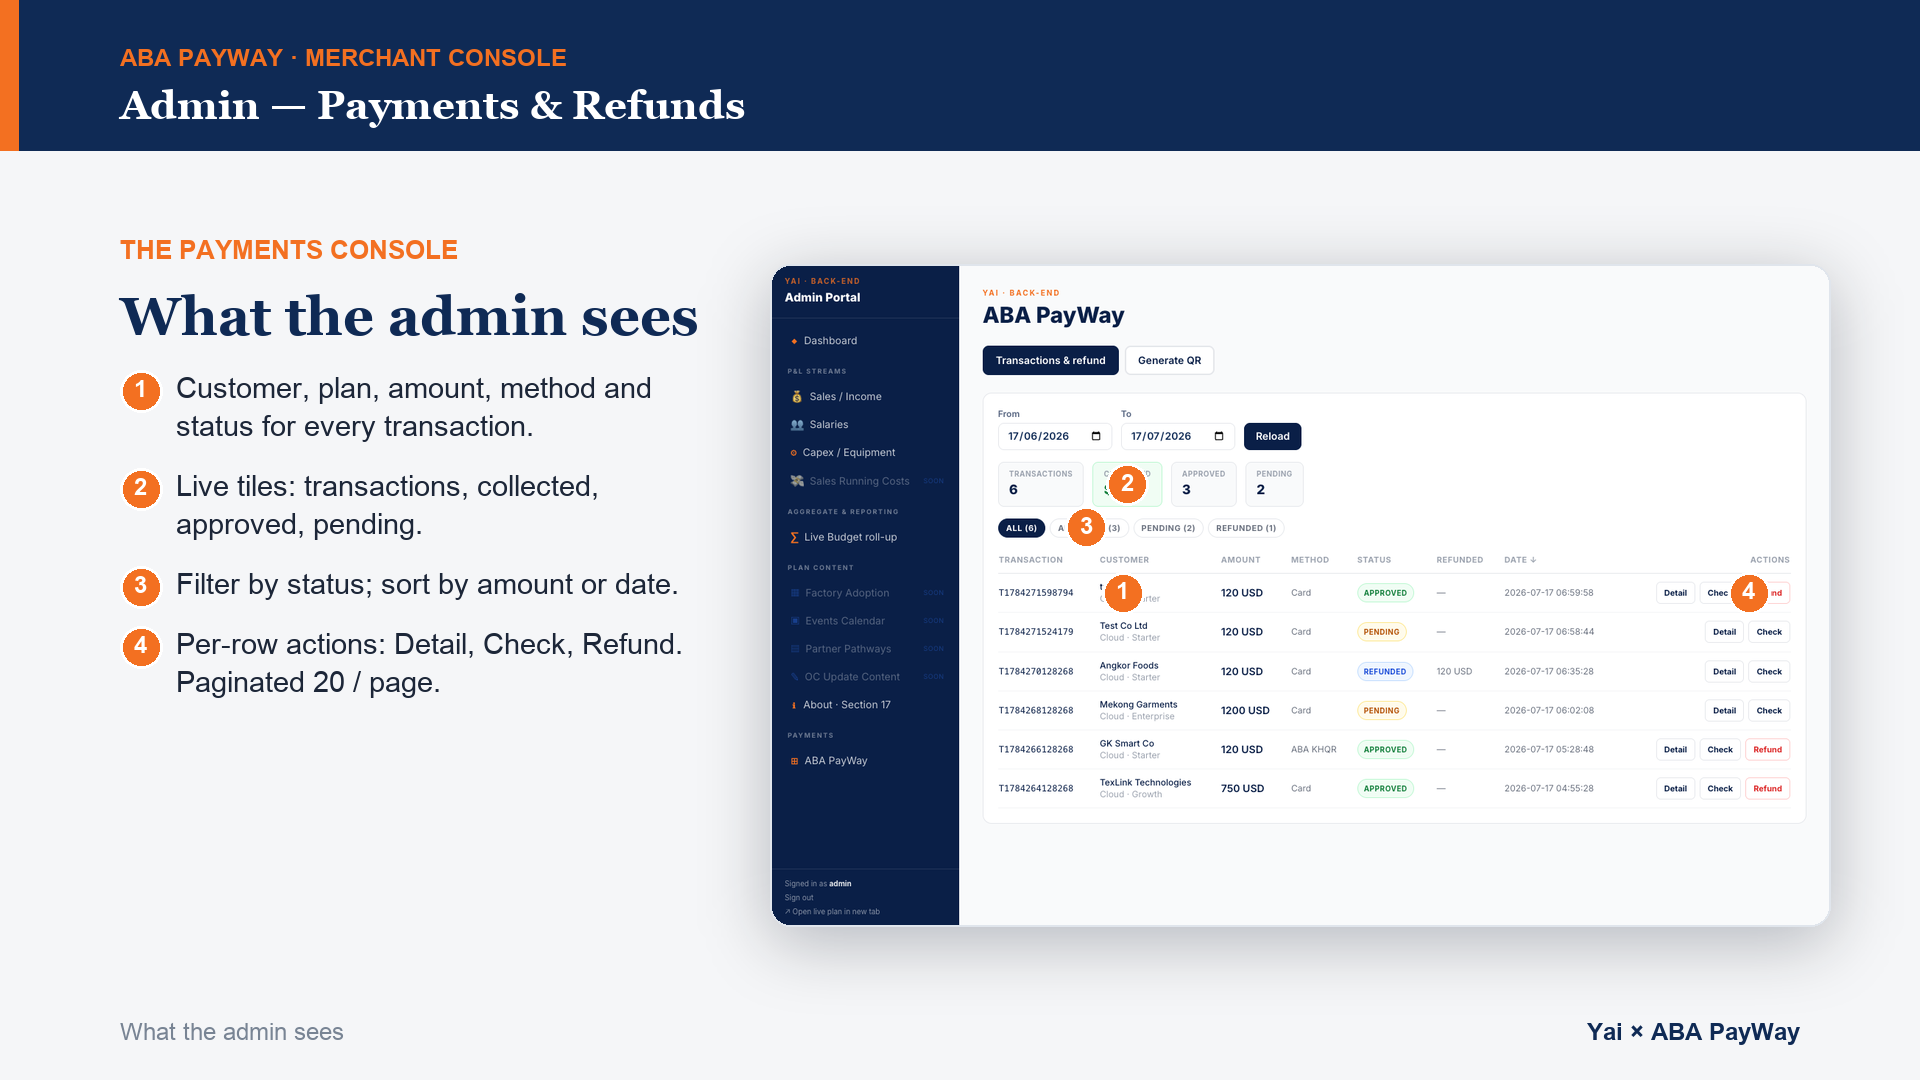 ABA PAYWAY · MERCHANT CONSOLE
Admin — Payments & Refunds
THE PAYMENTS CONSOLE
What the admin sees
1 Customer, plan, amount, method and
status for every transaction.
2 Live tiles: transactions, collected,
approved, pending.
3 Filter by status; sort by amount or date.
4 Per-row actions: Detail, Check, Refund.
Paginated 20 / page.
YAI · BACK-END
Admin Portal
Dashboard
P&L STREAMS
Sales / Income
Salaries
Capex / Equipment
Sales Running Costs SOON
AGGREGATE & REPORTING
Live Budget roll-up
PLAN CONTENT
Factory Adoption SOON
Events Calendar SOON
Partner Pathways SOON
OC Update Content SOON
About · Section 17
PAYMENTS
ABA PayWay
Signed in as admin
Sign out
↗ Open live plan in new tab
YAI · BACK-END
ABA PayWay
Transactions & refund Generate QR
From To
17/06/2026 17/07/2026 Reload
TRANSACTIONS APPROVED PENDING
6 2 3 2
ALL (6) 3 (3) PENDING (2) REFUNDED (1)
TRANSACTION CUSTOMER AMOUNT METHOD STATUS REFUNDED DATE ↓ ACTIONS
T1784271598794 1 120 USD Card APPROVED — 2026-07-17 06:59:58 Detail 4
T1784271524179 Test Co Ltd Cloud · Starter 120 USD Card PENDING — 2026-07-17 06:58:44 Detail Check
T1784270128268 Angkor Foods Cloud · Starter 120 USD Card REFUNDED 120 USD 2026-07-17 06:35:28 Detail Check
T1784268128268 Mekong Garments Cloud · Enterprise 1200 USD Card PENDING — 2026-07-17 06:02:08 Detail Check
T1784266128268 GK Smart Co Cloud · Starter 120 USD ABA KHQR APPROVED — 2026-07-17 05:28:48 Detail Check Refund
T1784264128268 TexLink Technologies Cloud · Growth 750 USD Card APPROVED — 2026-07-17 04:55:28 Detail Check Refund
What the admin sees
Yai × ABA PayWay